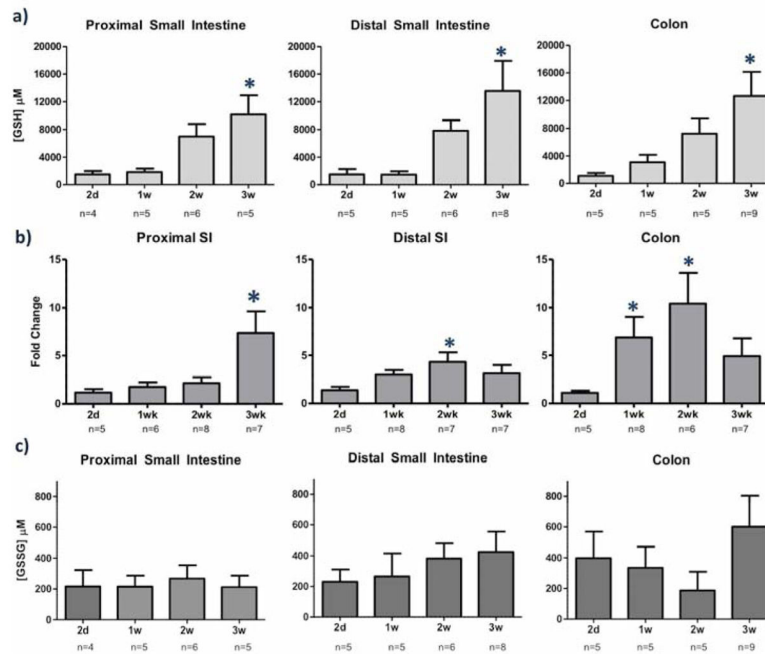 a)
Proximal Small Intestine
Distal Small Intestine
Colon
[GSH] µM
20000
16000
12000
8000
4000
0
*
2d 1w 2w 3w
n=4 n=5 n=6 n=5
20000
16000
12000
8000
4000
0
*
2d 1w 2w 3w
n=5 n=5 n=6 n=8
20000
16000
12000
8000
4000
0
*
2d 1w 2w 3w
n=5 n=5 n=5 n=9
b)
Proximal SI
Distal SI
Colon
Fold Change
15
10
5
0
*
2d 1wk 2wk 3wk
n=5 n=6 n=8 n=7
15
10
5
0
*
2d 1wk 2wk 3wk
n=5 n=8 n=7 n=7
15
10
5
0
* *
2d 1wk 2wk 3wk
n=5 n=8 n=6 n=7
c)
Proximal Small Intestine
Distal Small Intestine
Colon
[GSSG] µM
800
600
400
200
0
2d 1w 2w 3w
n=4 n=5 n=6 n=5
800
600
400
200
0
2d 1w 2w 3w
n=5 n=5 n=6 n=8
800
600
400
200
0
2d 1w 2w 3w
n=5 n=5 n=5 n=9